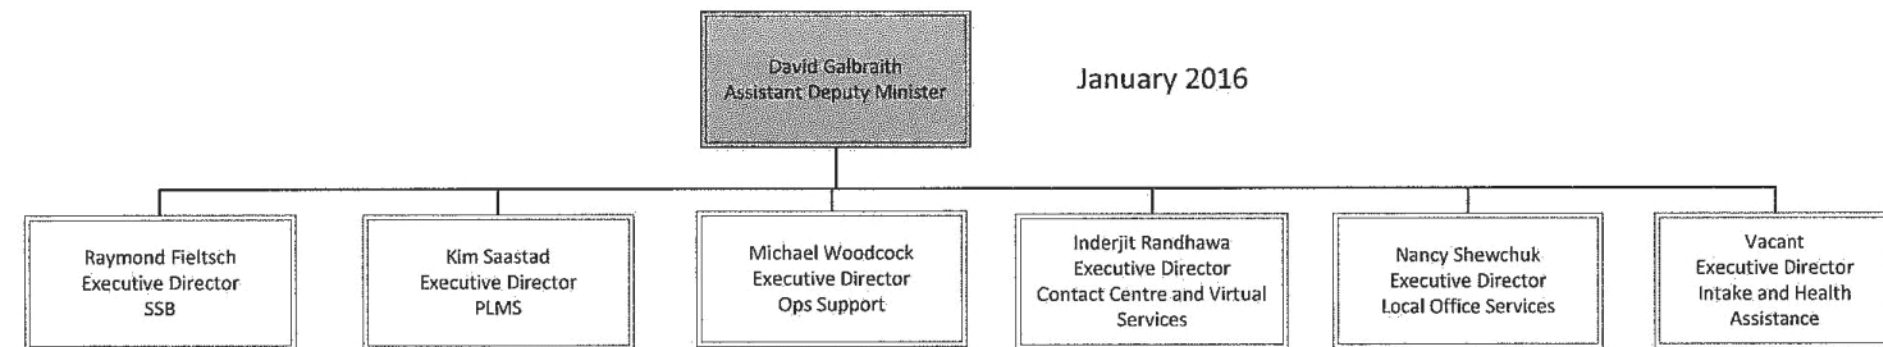 David Galbraith
Assistant Deputy Minister
January 2016
Raymond Fieltsch
Executive Director
SSB
Kim Saastad
Executive Director
PLMS
Michael Woodcock
Executive Director
Ops Support
Inderjit Randhawa
Executive Director
Contact Centre and Virtual
Services
Nancy Shewchuk
Executive Director
Local Office Services
Vacant
Executive Director
Intake and Health
Assistance